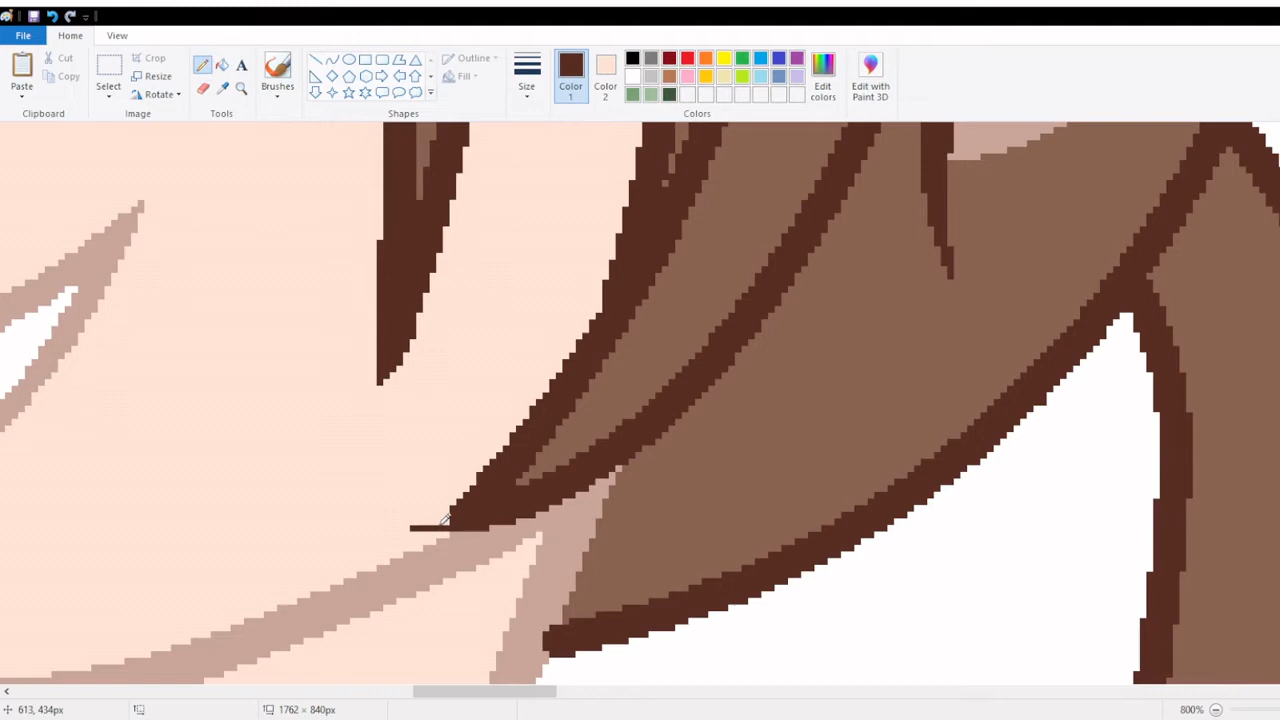 File Home View
Paste
Cut
Copy
Clipboard
Select
Crop
Resize
Rotate
Image
A
Tools
Brushes
Outline
Fill
Shapes
Size
Color
1
Color
2
Edit
colors
Colors
Edit with
Paint 3D
613, 434px
1762 × 840px
800%